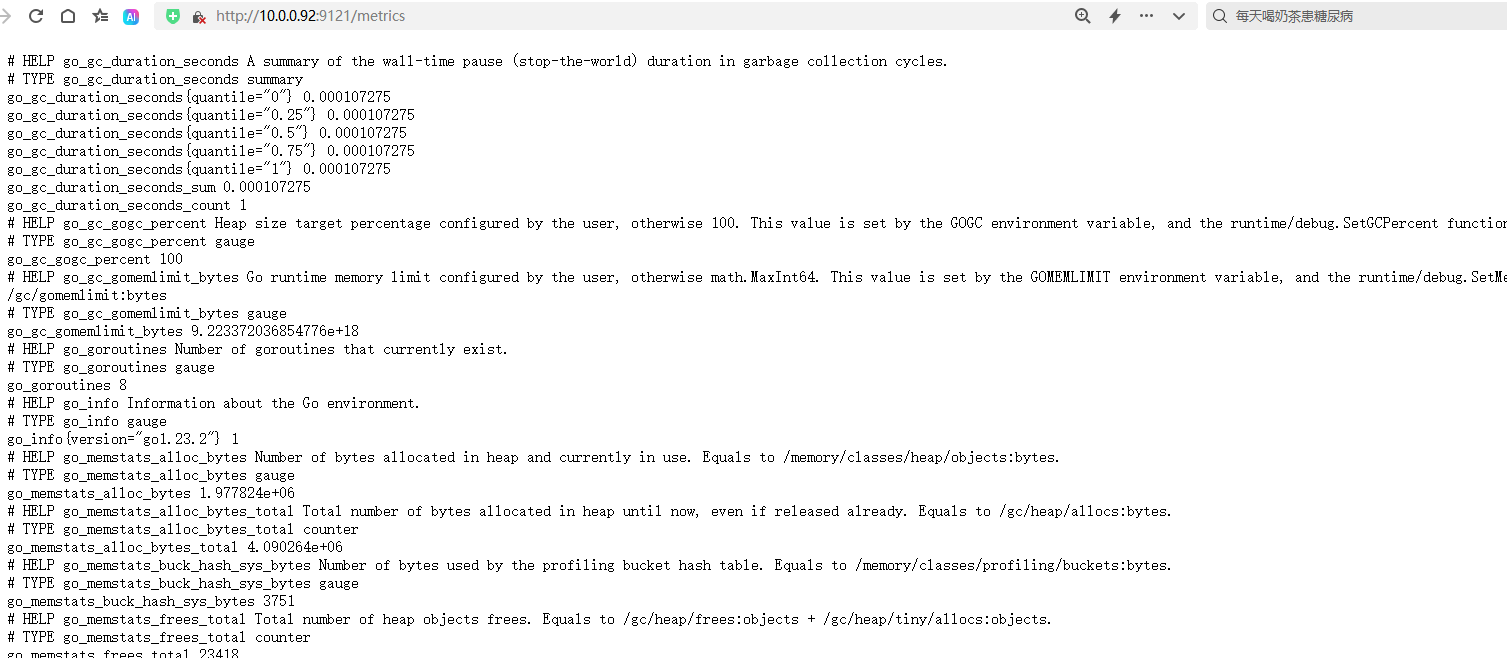 http://10.0.0.92:9121/metrics
每天喝奶茶患糖尿病
# HELP go_gc_duration_seconds A summary of the wall-time pause (stop-the-world) duration in garbage collection cycles.
# TYPE go_gc_duration_seconds summary
go_gc_duration_seconds{quantile="0"} 0.000107275
go_gc_duration_seconds{quantile="0.25"} 0.000107275
go_gc_duration_seconds{quantile="0.5"} 0.000107275
go_gc_duration_seconds{quantile="0.75"} 0.000107275
go_gc_duration_seconds{quantile="1"} 0.000107275
go_gc_duration_seconds_sum 0.000107275
go_gc_duration_seconds_count 1
# HELP go_gc_gogc_percent Heap size target percentage configured by the user, otherwise 100. This value is set by the GOGC environment variable, and the runtime/debug.SetGCPercent function
# TYPE go_gc_gogc_percent gauge
go_gc_gogc_percent 100
# HELP go_gc_gomemlimit_bytes Go runtime memory limit configured by the user, otherwise math.MaxInt64. This value is set by the GOMEMLIMIT environment variable, and the runtime/debug.SetMe
/gc/gomemlimit:bytes
# TYPE go_gc_gomemlimit_bytes gauge
go_gc_gomemlimit_bytes 9.223372036854776e+18
# HELP go_goroutines Number of goroutines that currently exist.
# TYPE go_goroutines gauge
go_goroutines 8
# HELP go_info Information about the Go environment.
# TYPE go_info gauge
go_info{version="go1.23.2"} 1
# HELP go_memstats_alloc_bytes Number of bytes allocated in heap and currently in use. Equals to /memory/classes/heap/objects:bytes.
# TYPE go_memstats_alloc_bytes gauge
go_memstats_alloc_bytes 1.977824e+06
# HELP go_memstats_alloc_bytes_total Total number of bytes allocated in heap until now, even if released already. Equals to /gc/heap/allocs:bytes.
# TYPE go_memstats_alloc_bytes_total counter
go_memstats_alloc_bytes_total 4.090264e+06
# HELP go_memstats_buck_hash_sys_bytes Number of bytes used by the profiling bucket hash table. Equals to /memory/classes/profiling/buckets:bytes.
# TYPE go_memstats_buck_hash_sys_bytes gauge
go_memstats_buck_hash_sys_bytes 3751
# HELP go_memstats_frees_total Total number of heap objects frees. Equals to /gc/heap/frees:objects + /gc/heap/tiny/allocs:objects.
# TYPE go_memstats_frees_total counter
go_memstats_frees_total 23418